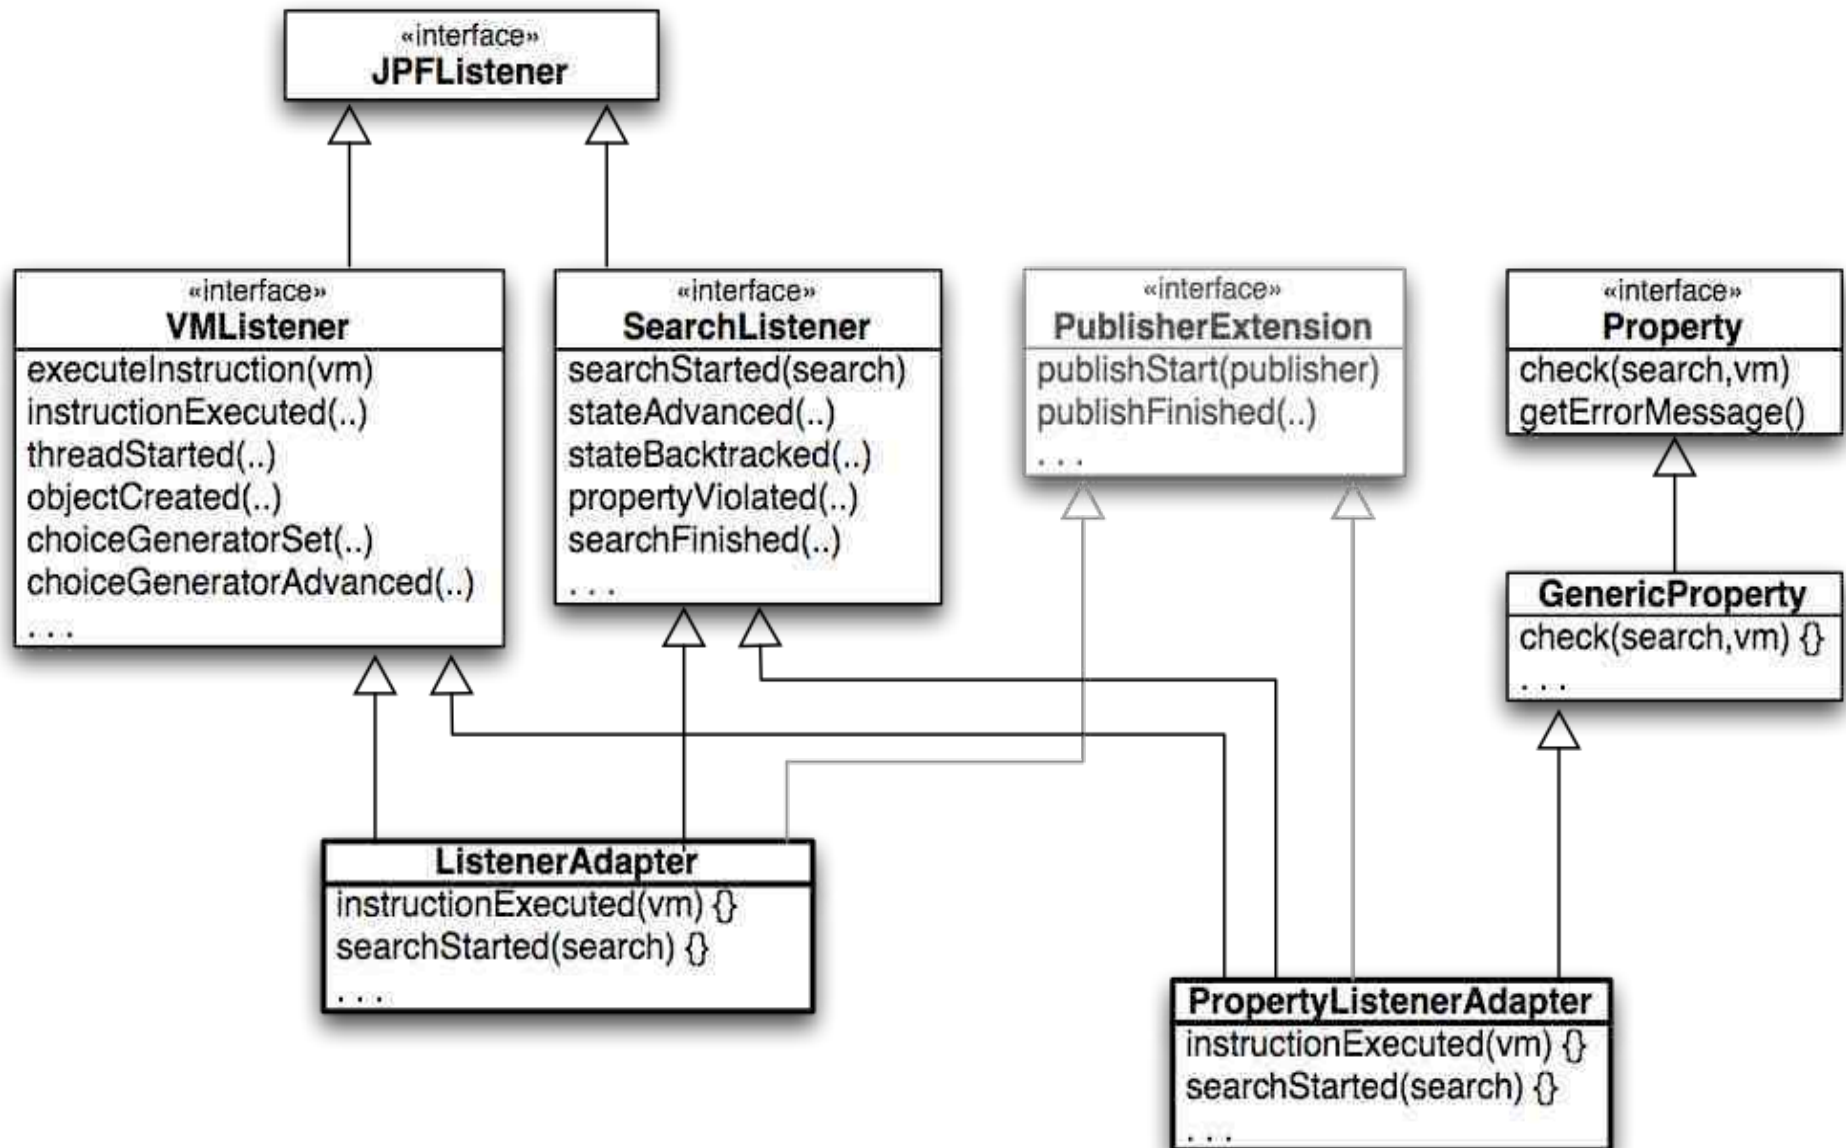 «interface»
JPFListener
«interface»
VMListener
executeInstruction(vm)
instructionExecuted(..)
threadStarted(..)
objectCreated(..)
choiceGeneratorSet(..)
choiceGeneratorAdvanced(..)
. . .
«interface»
SearchListener
searchStarted(search)
stateAdvanced(..)
stateBacktracked(..)
propertyViolated(..)
searchFinished(..)
. . .
«interface»
PublisherExtension
publishStart(publisher)
publishFinished(..)
. . .
«interface»
Property
check(search,vm)
getErrorMessage()
GenericProperty
check(search,vm) {}
. . .
ListenerAdapter
instructionExecuted(vm) {}
searchStarted(search) {}
. . .
PropertyListenerAdapter
instructionExecuted(vm) {}
searchStarted(search) {}
. . .